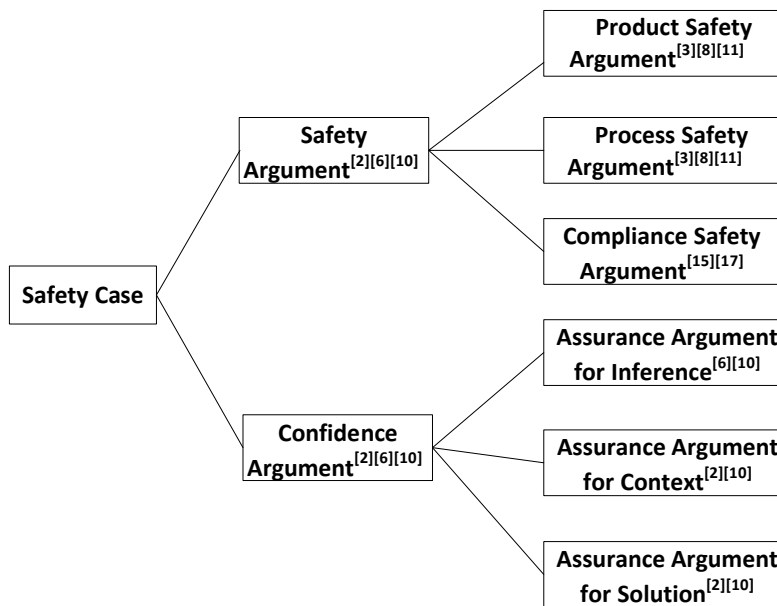 Product Safety
Argument[3][8][11]
Safety
Argument[2][6][10]
Process Safety
Argument[3][8][11]
Compliance Safety
Argument[15][17]
Safety Case
Assurance Argument
for Inference[6][10]
Confidence
Argument[2][6][10]
Assurance Argument
for Context[2][10]
Assurance Argument
for Solution[2][10]